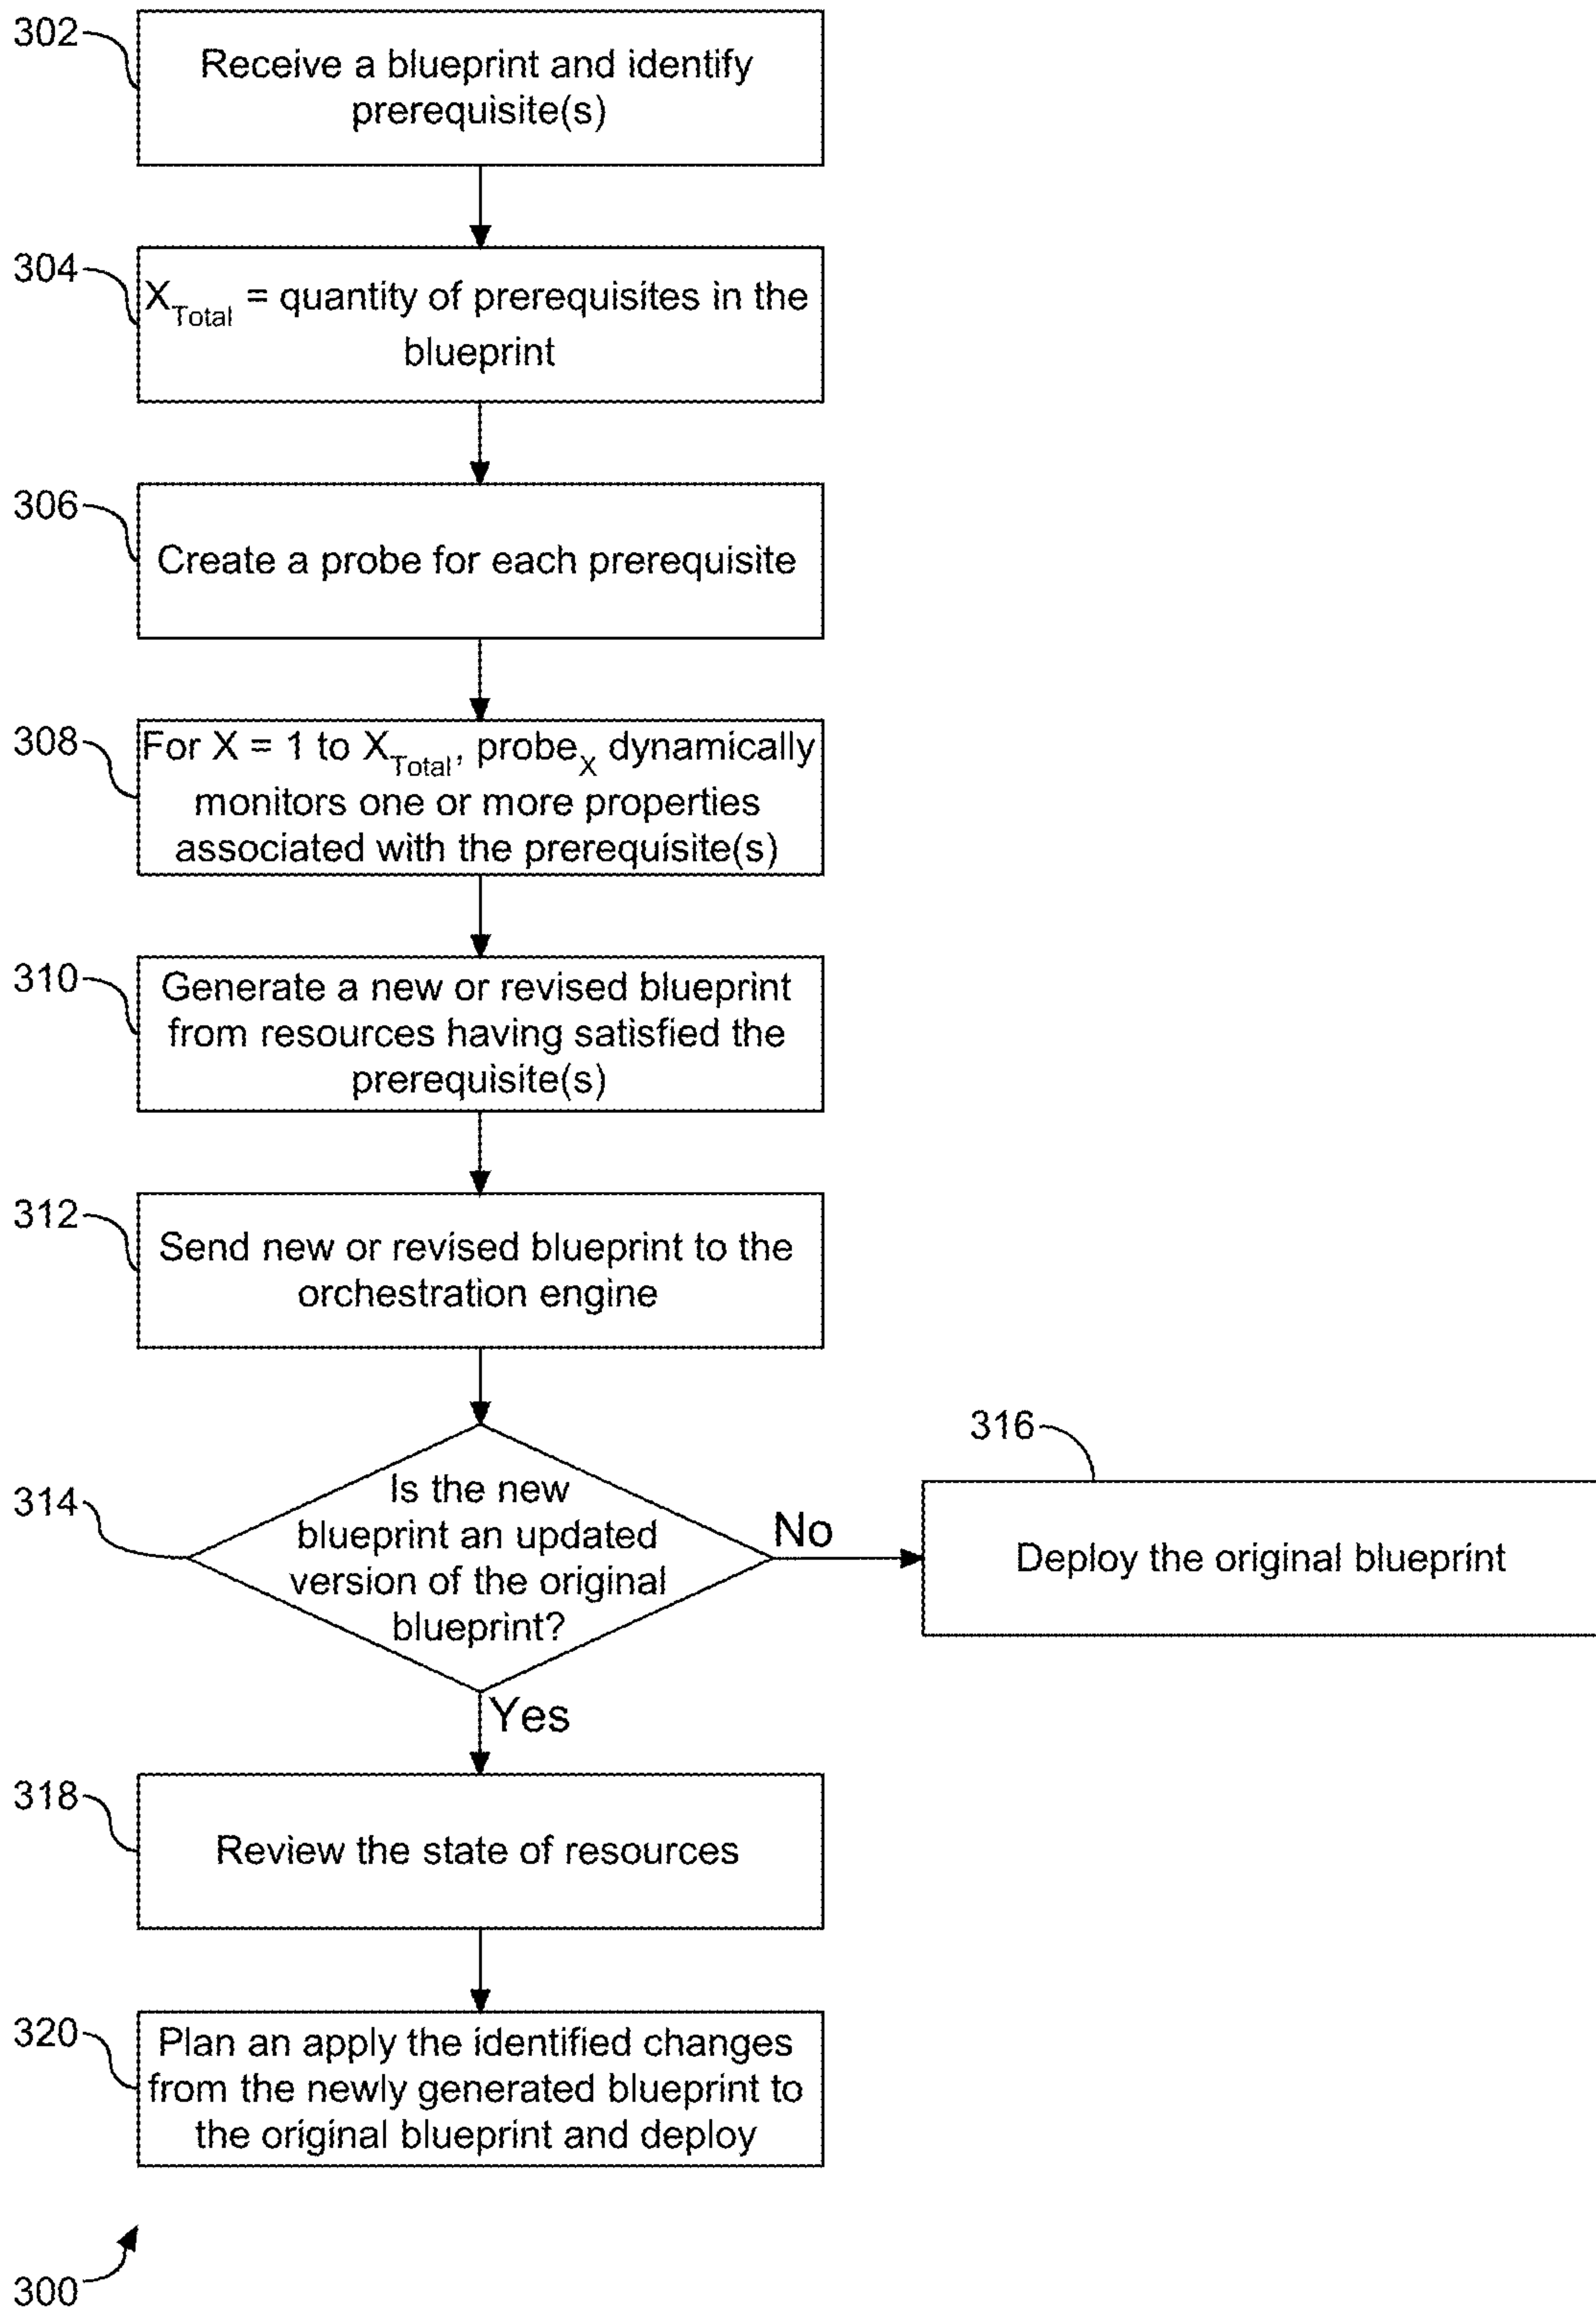 302
Receive a blueprint and identify
prerequisite(s)
304
X_Total = quantity of prerequisites in the
blueprint
306
Create a probe for each prerequisite
308
For X = 1 to X_Total, probe_X dynamically
monitors one or more properties
associated with the prerequisite(s)
310
Generate a new or revised blueprint
from resources having satisfied the
prerequisite(s)
312
Send new or revised blueprint to the
orchestration engine
314
Is the new
blueprint an updated
version of the original
blueprint?
No
316
Deploy the original blueprint
Yes
318
Review the state of resources
320
Plan an apply the identified changes
from the newly generated blueprint to
the original blueprint and deploy
300